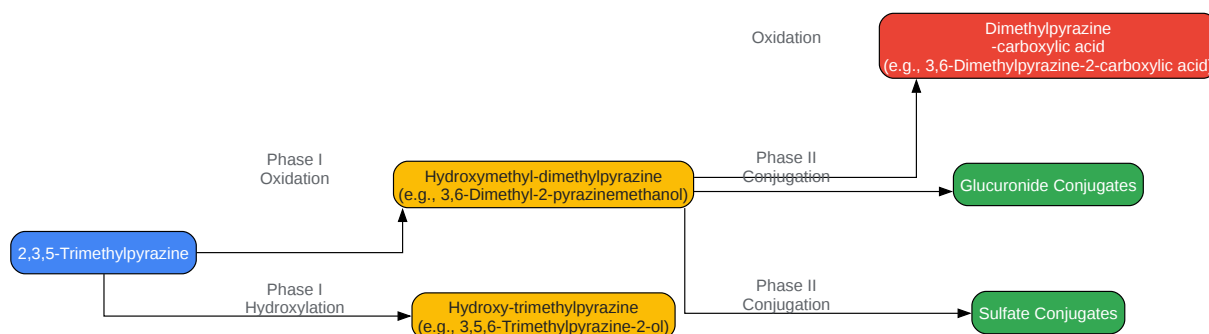 Dimethylpyrazine
-carboxylic acid
(e.g., 3,6-Dimethylpyrazine-2-carboxylic acid)
Oxidation
Phase I
Oxidation
Hydroxymethyl-dimethylpyrazine
(e.g., 3,6-Dimethyl-2-pyrazinemethanol)
Phase II
Conjugation
Glucuronide Conjugates
2,3,5-Trimethylpyrazine
Phase I
Hydroxylation
Hydroxy-trimethylpyrazine
(e.g., 3,5,6-Trimethylpyrazine-2-ol)
Phase II
Conjugation
Sulfate Conjugates